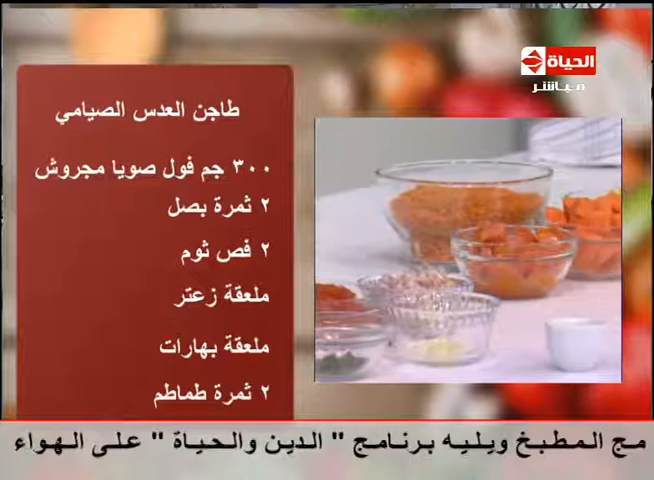 الحياة
مباشر
طاجن العدس الصيامي
٣٠٠ جم فول صويا مجروش
٢ ثمرة بصل
٢ فص ثوم
ملعقة زعتر
ملعقة بهارات
٢ ثمرة طماطم
مج المطبخ ويليه برنامج " الدين والحياة " على الهواء